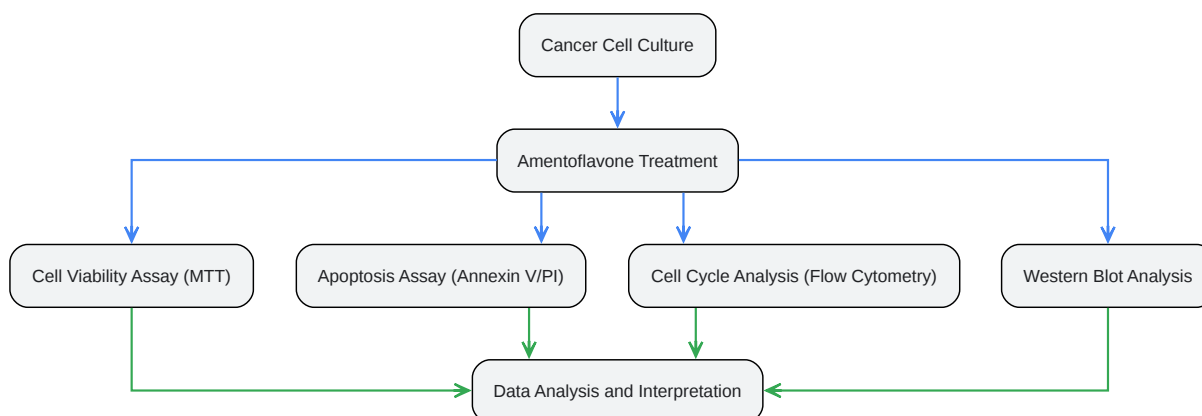 Cancer Cell Culture
Amentoflavone Treatment
Cell Viability Assay (MTT)
Apoptosis Assay (Annexin V/PI)
Cell Cycle Analysis (Flow Cytometry)
Western Blot Analysis
Data Analysis and Interpretation